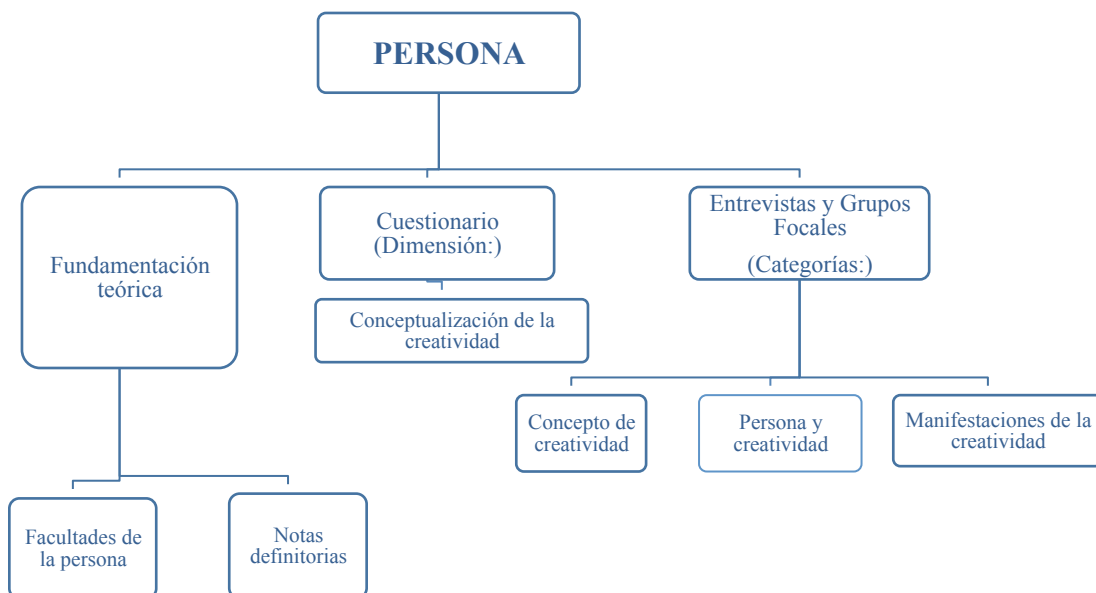 PERSONA
Fundamentación
teórica
Cuestionario
(Dimensión:)
Entrevistas y Grupos
Focales
(Categorías:)
Conceptualización de la
creatividad
Concepto de
creatividad
Persona y
creatividad
Manifestaciones de la
creatividad
Facultades de
la persona
Notas
definitorias